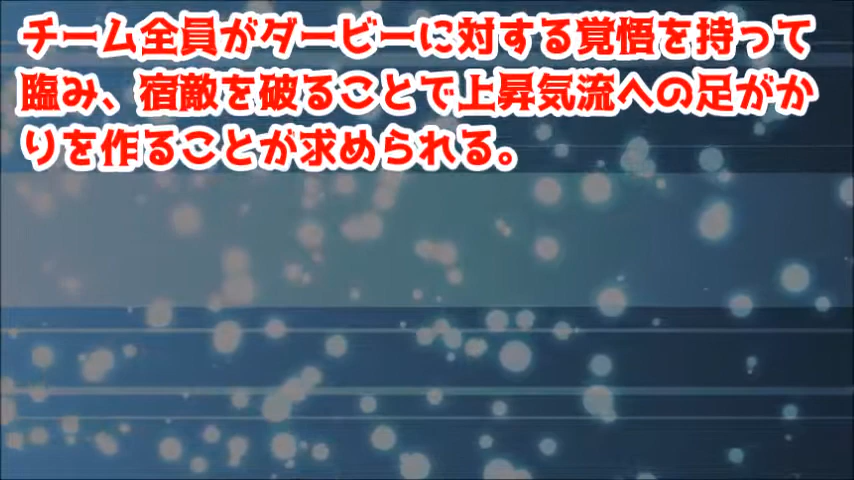 チーム全員がダービーに対する覚悟を持って
臨み、宿敵を破ることで上昇気流への足がか
りを作ることが求められる。